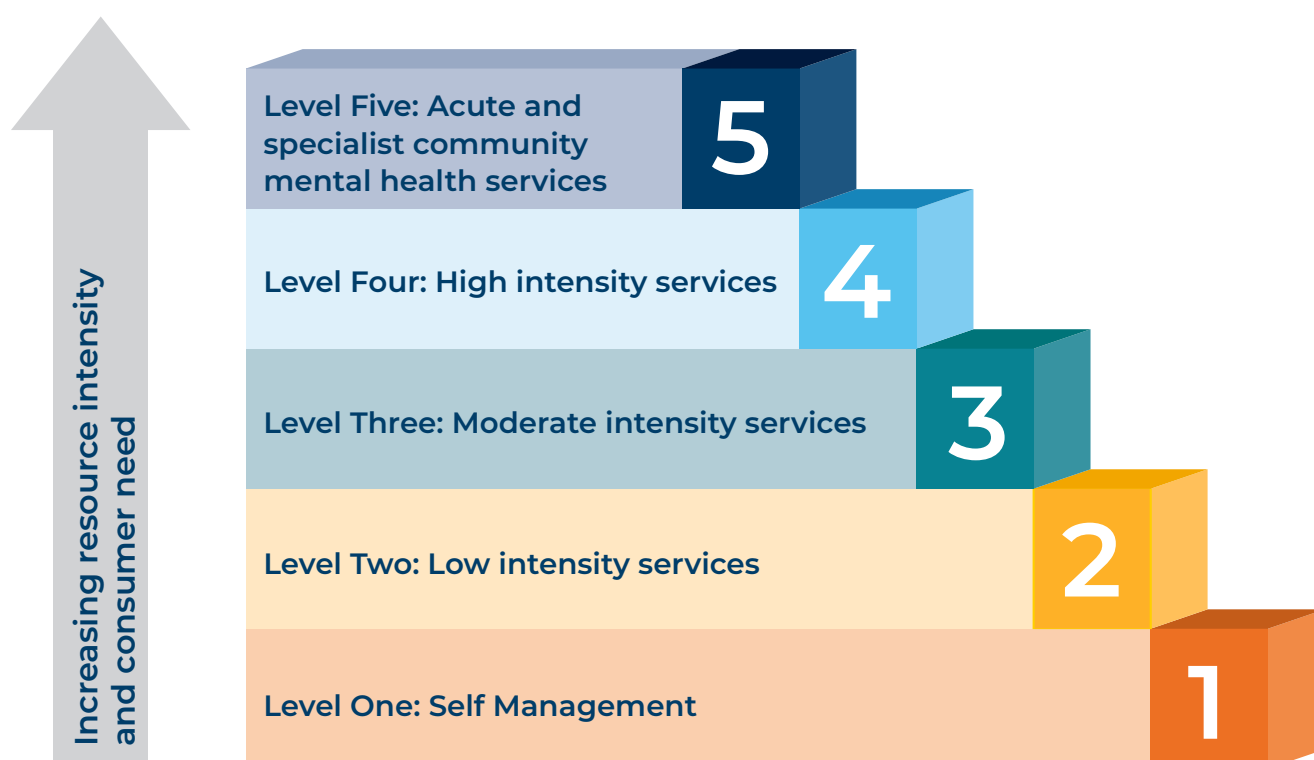 Increasing resource intensity
and consumer need
Level Five: Acute and
specialist community
mental health services
5
Level Four: High intensity services
4
Level Three: Moderate intensity services
3
Level Two: Low intensity services
2
Level One: Self Management
1